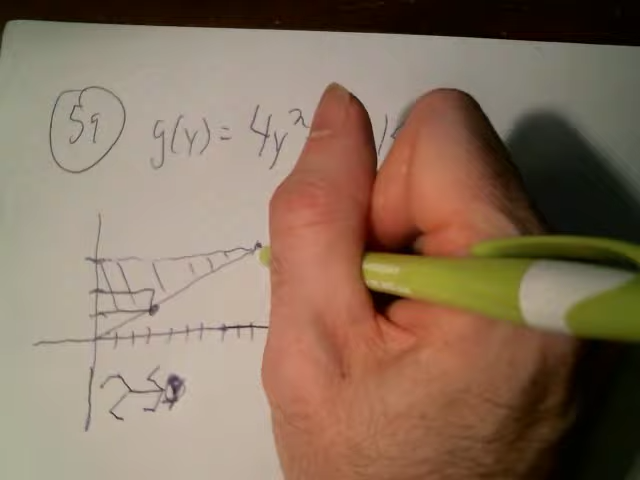 59 g(y) = 4y²